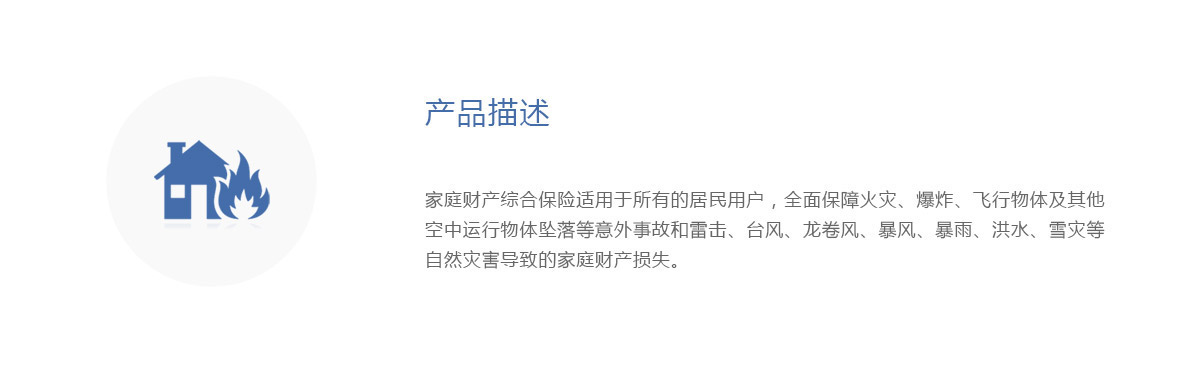 产品描述
家庭财产综合保险适用于所有的居民用户，全面保障火灾、爆炸、飞行物体及其他
空中运行物体坠落等意外事故和雷击、台风、龙卷风、暴风、暴雨、洪水、雪灾等
自然灾害导致的家庭财产损失。